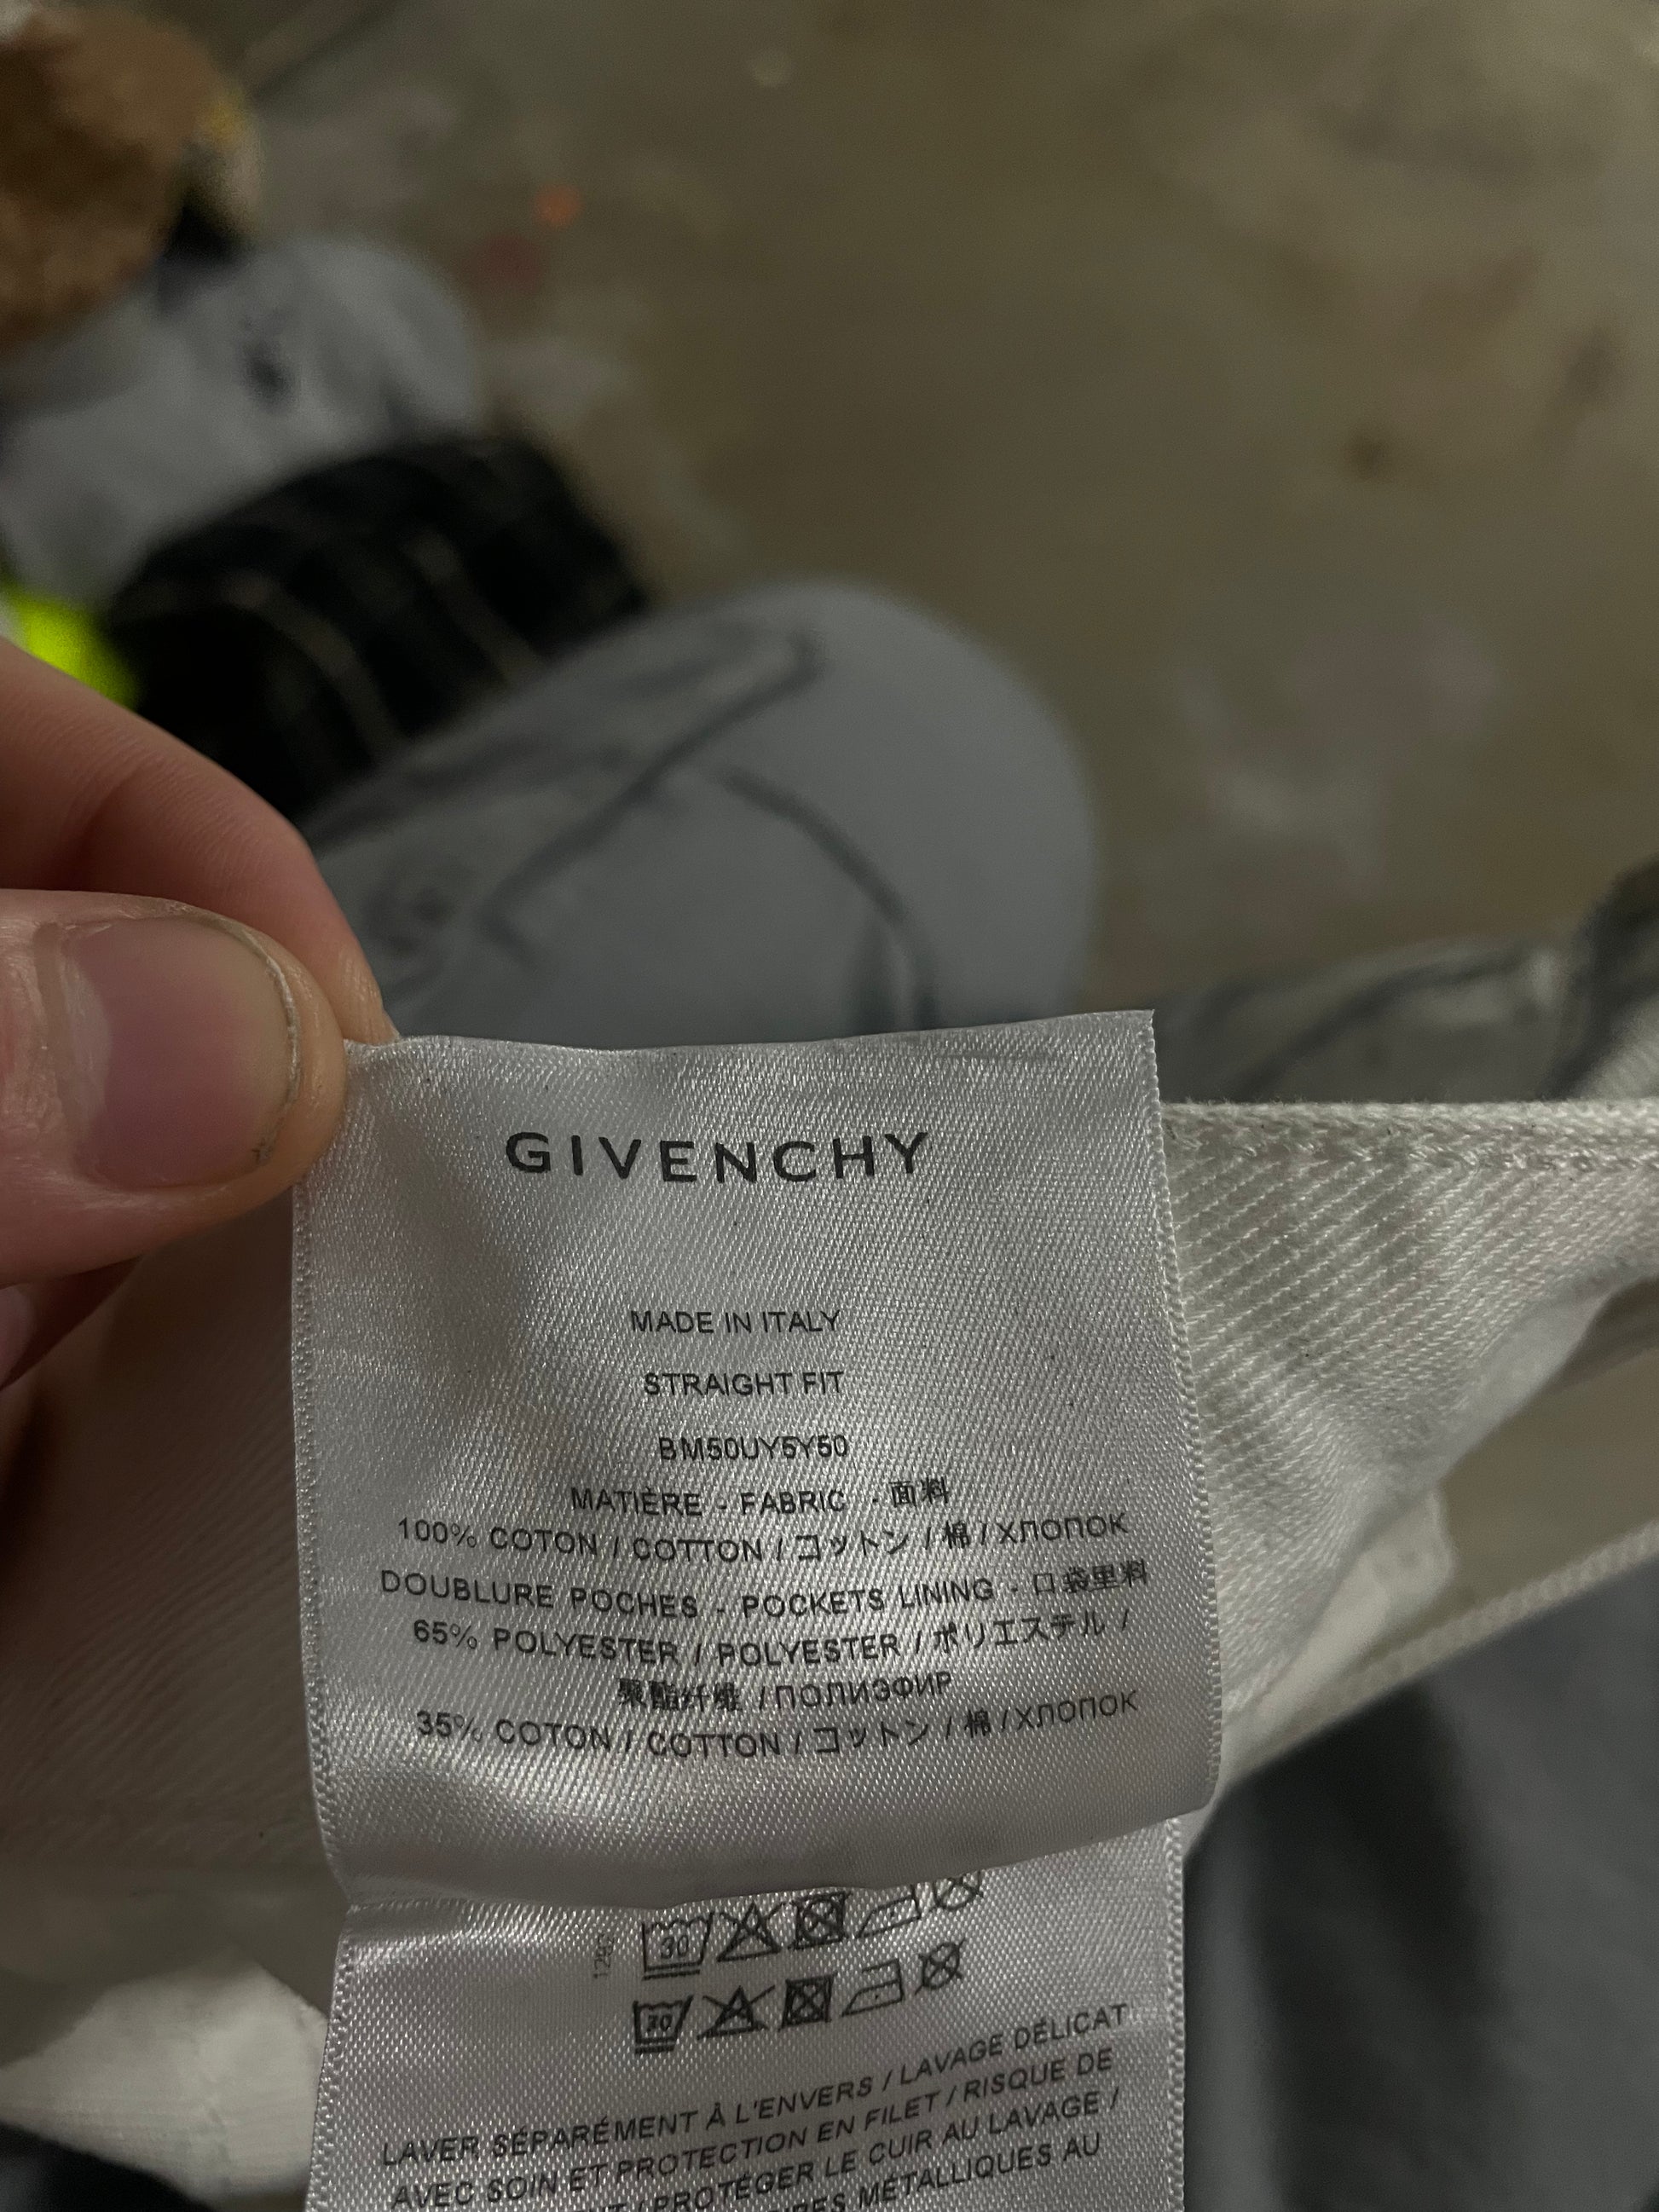 GIVENCHY
MADE IN ITALY
STRAIGHT FIT
BM50UY5Y50
MATIÈRE - FABRIC - 面料
100% COTON / COTTON / コットン / 棉 / ХЛОПОК
DOUBLURE POCHES - POCKETS LINING - 口袋里料
65% POLYESTER / POLYESTER / ポリエステル /
聚酯纤维 / ПОЛИЭФИР
35% COTON / COTTON / コットン / 棉 / ХЛОПОК
30
30
LAVER SÉPARÉMENT À L'ENVERS / LAVAGE DÉLICAT
AVEC SOIN ET PROTECTION EN FILET / RISQUE DE
/ PROTÉGER LE CUIR AU LAVAGE /
MÉTALLIQUES AU